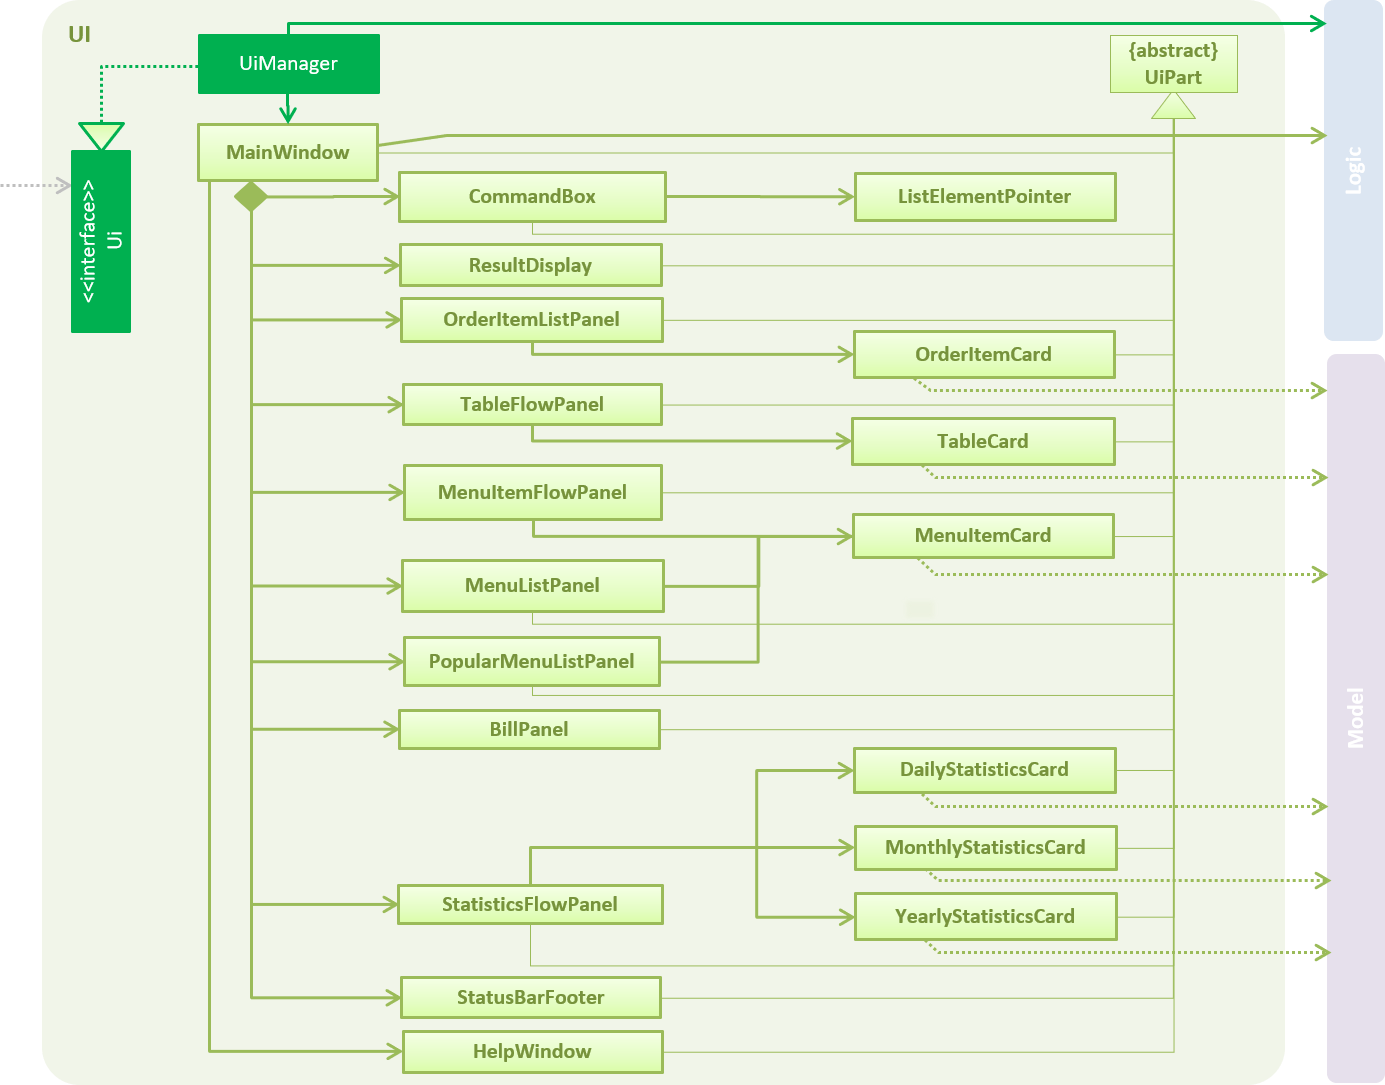 UI
UiManager
{abstract}
UiPart
MainWindow
<<interface>>
Ui
Logic
CommandBox
ListElementPointer
ResultDisplay
OrderItemListPanel
OrderItemCard
TableFlowPanel
TableCard
MenuItemFlowPanel
MenuItemCard
MenuListPanel
PopularMenuListPanel
Model
BillPanel
DailyStatisticsCard
MonthlyStatisticsCard
StatisticsFlowPanel
YearlyStatisticsCard
StatusBarFooter
HelpWindow